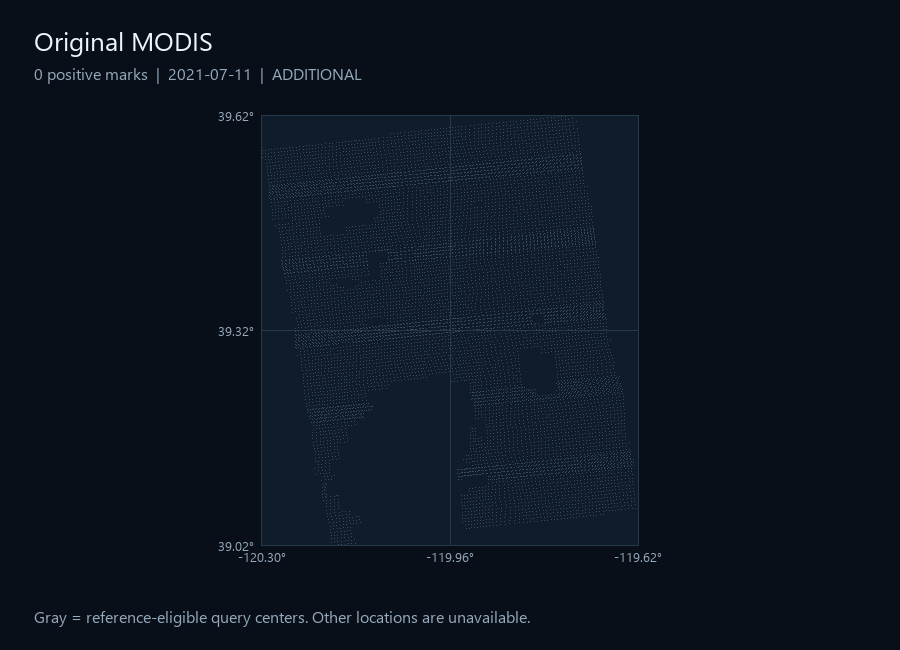 Original MODIS
0 positive marks | 2021-07-11 | ADDITIONAL
39.62°
39.32°
39.02°
-120.30°
-119.96°
-119.62°
Gray = reference-eligible query centers. Other locations are unavailable.